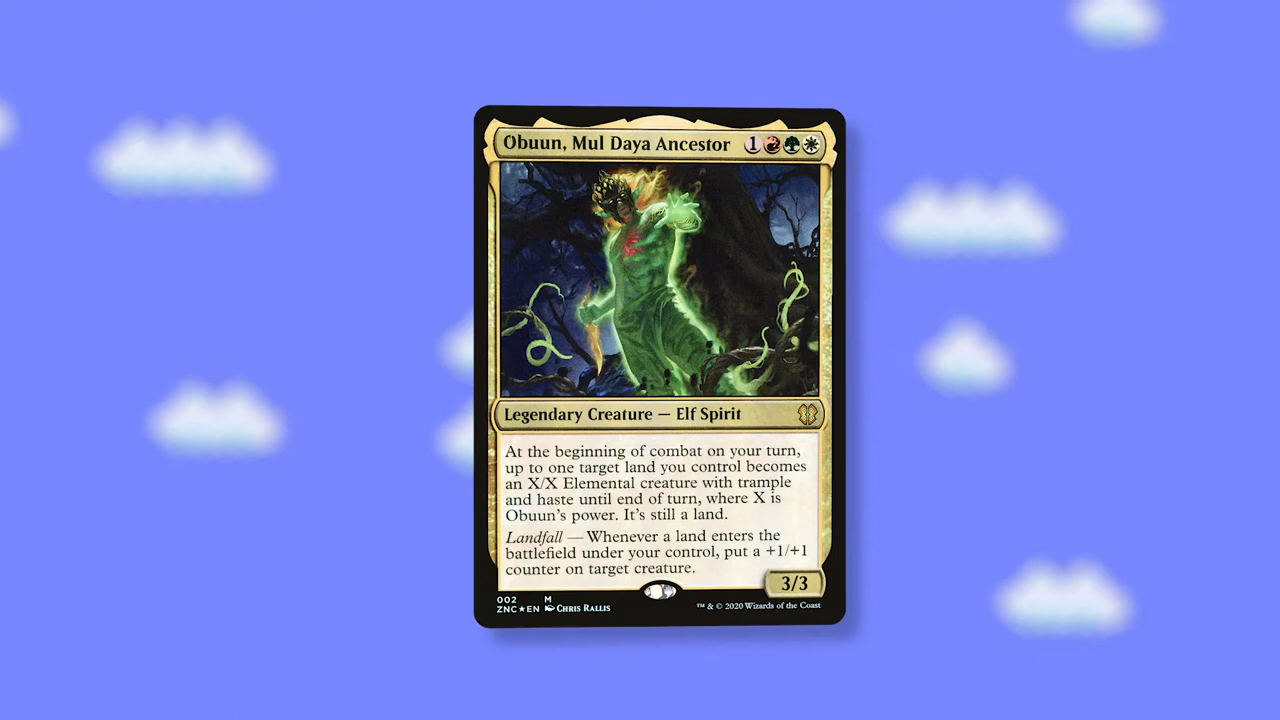 Obuun, Mul Daya Ancestor 1
Legendary Creature — Elf Spirit
At the beginning of combat on your turn,
up to one target land you control becomes
an X/X Elemental creature with trample
and haste until end of turn, where X is
Obuun's power. It's still a land.
Landfall — Whenever a land enters the
battlefield under your control, put a +1/+1
counter on target creature.
3/3
002 M
ZNC★EN Chris Rallis
™ & © 2020 Wizards of the Coast